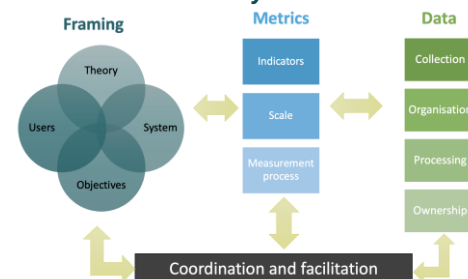 Framing
Metrics
Data
Theory
Users
System
Objectives
Indicators
Scale
Measurement
process
Collection
Organisation
Processing
Ownership
Coordination and facilitation